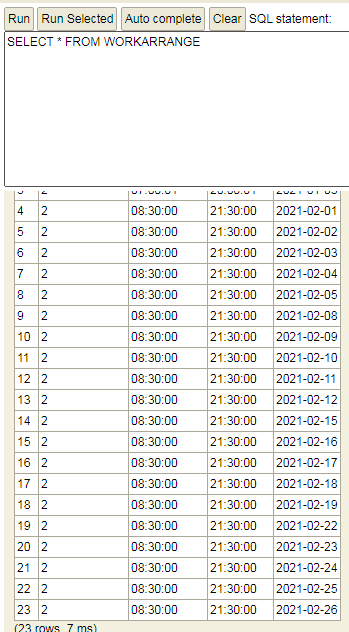 Run Run Selected Auto complete Clear SQL statement:
SELECT * FROM WORKARRANGE
4 2 08:30:00 21:30:00 2021-02-01
5 2 08:30:00 21:30:00 2021-02-02
6 2 08:30:00 21:30:00 2021-02-03
7 2 08:30:00 21:30:00 2021-02-04
8 2 08:30:00 21:30:00 2021-02-05
9 2 08:30:00 21:30:00 2021-02-08
10 2 08:30:00 21:30:00 2021-02-09
11 2 08:30:00 21:30:00 2021-02-10
12 2 08:30:00 21:30:00 2021-02-11
13 2 08:30:00 21:30:00 2021-02-12
14 2 08:30:00 21:30:00 2021-02-15
15 2 08:30:00 21:30:00 2021-02-16
16 2 08:30:00 21:30:00 2021-02-17
17 2 08:30:00 21:30:00 2021-02-18
18 2 08:30:00 21:30:00 2021-02-19
19 2 08:30:00 21:30:00 2021-02-22
20 2 08:30:00 21:30:00 2021-02-23
21 2 08:30:00 21:30:00 2021-02-24
22 2 08:30:00 21:30:00 2021-02-25
23 2 08:30:00 21:30:00 2021-02-26
(23 rows, 7 ms)